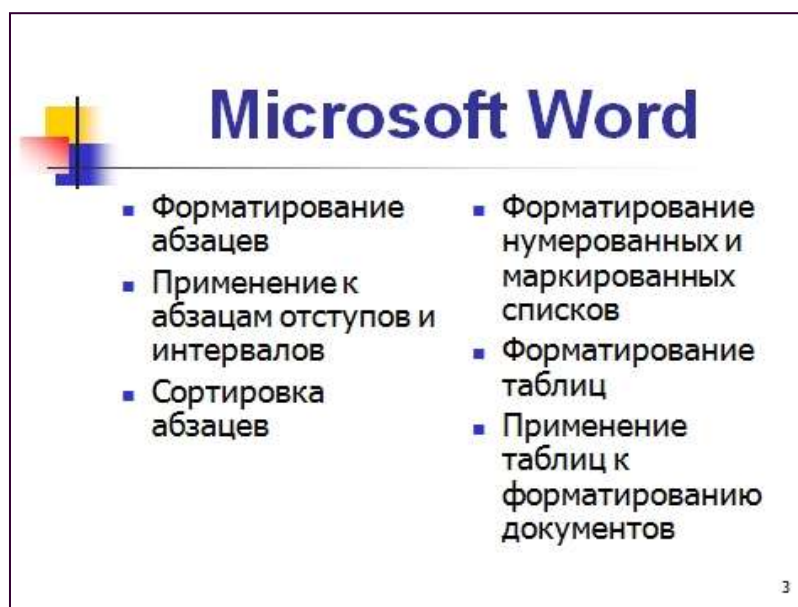 Microsoft Word
Форматирование
абзацев
Применение к
абзацам отступов и
интервалов
Сортировка
абзацев
Форматирование
нумерованных и
маркированных
списков
Форматирование
таблиц
Применение
таблиц к
форматированию
документов
3